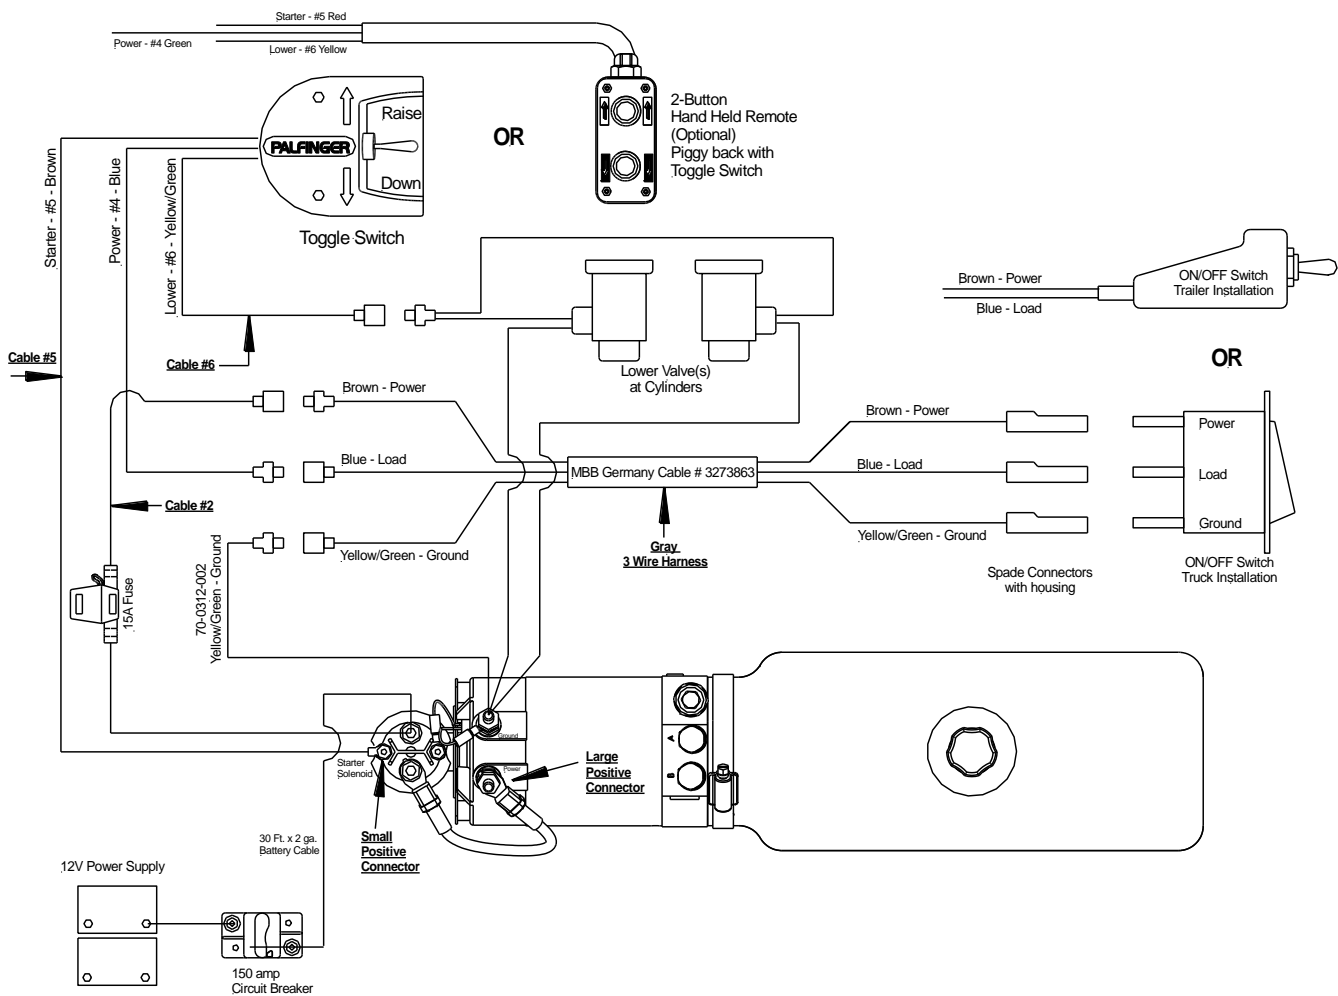 Starter - #5 Red
Power - #4 Green
Lower - #6 Yellow
2-Button
Hand Held Remote
(Optional)
Piggy back with
Toggle Switch
OR
Raise
PALFINGER
Down
Toggle Switch
Starter - #5 - Brown
Power - #4 - Blue
Lower - #6 - Yellow/Green
Brown - Power
Blue - Load
ON/OFF Switch
Trailer Installation
OR
Cable #5
Cable #6
Lower Valve(s)
at Cylinders
Brown - Power
Blue - Load
Yellow/Green - Ground
MBB Germany Cable # 3273863
Gray
3 Wire Harness
Brown - Power
Blue - Load
Yellow/Green - Ground
Spade Connectors
with housing
Power
Load
Ground
ON/OFF Switch
Truck Installation
Cable #2
15A Fuse
70-0312-002
Yellow/Green - Ground
Starter
Solenoid
Ground
Power
A
B
Large
Positive
Connector
Small
Positive
Connector
30 Ft. x 2 ga.
Battery Cable
12V Power Supply
150 amp
Circuit Breaker